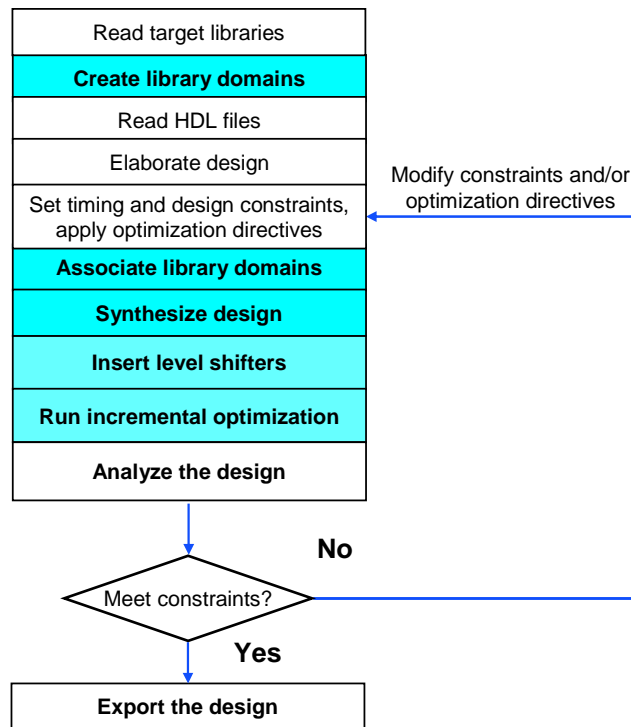 Read target libraries
Create library domains
Read HDL files
Elaborate design
Modify constraints and/or
optimization directives
Set timing and design constraints,
apply optimization directives
Associate library domains
Synthesize design
Insert level shifters
Run incremental optimization
Analyze the design
No
Meet constraints?
Yes
Export the design